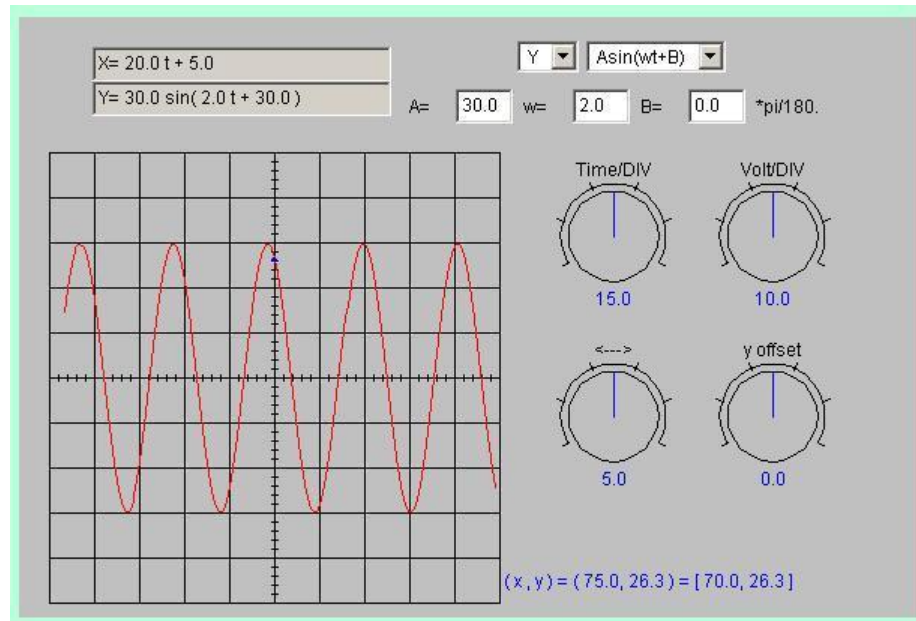 X= 20.0 t + 5.0
Y= 30.0 sin( 2.0 t + 30.0 )
Y Asin(wt+B)
A= 30.0 w= 2.0 B= 0.0 *pi/180.
Time/DIV Volt/DIV
15.0 10.0
<---> y offset
5.0 0.0
( x , y ) = ( 75.0, 26.3 ) = [ 70.0, 26.3 ]